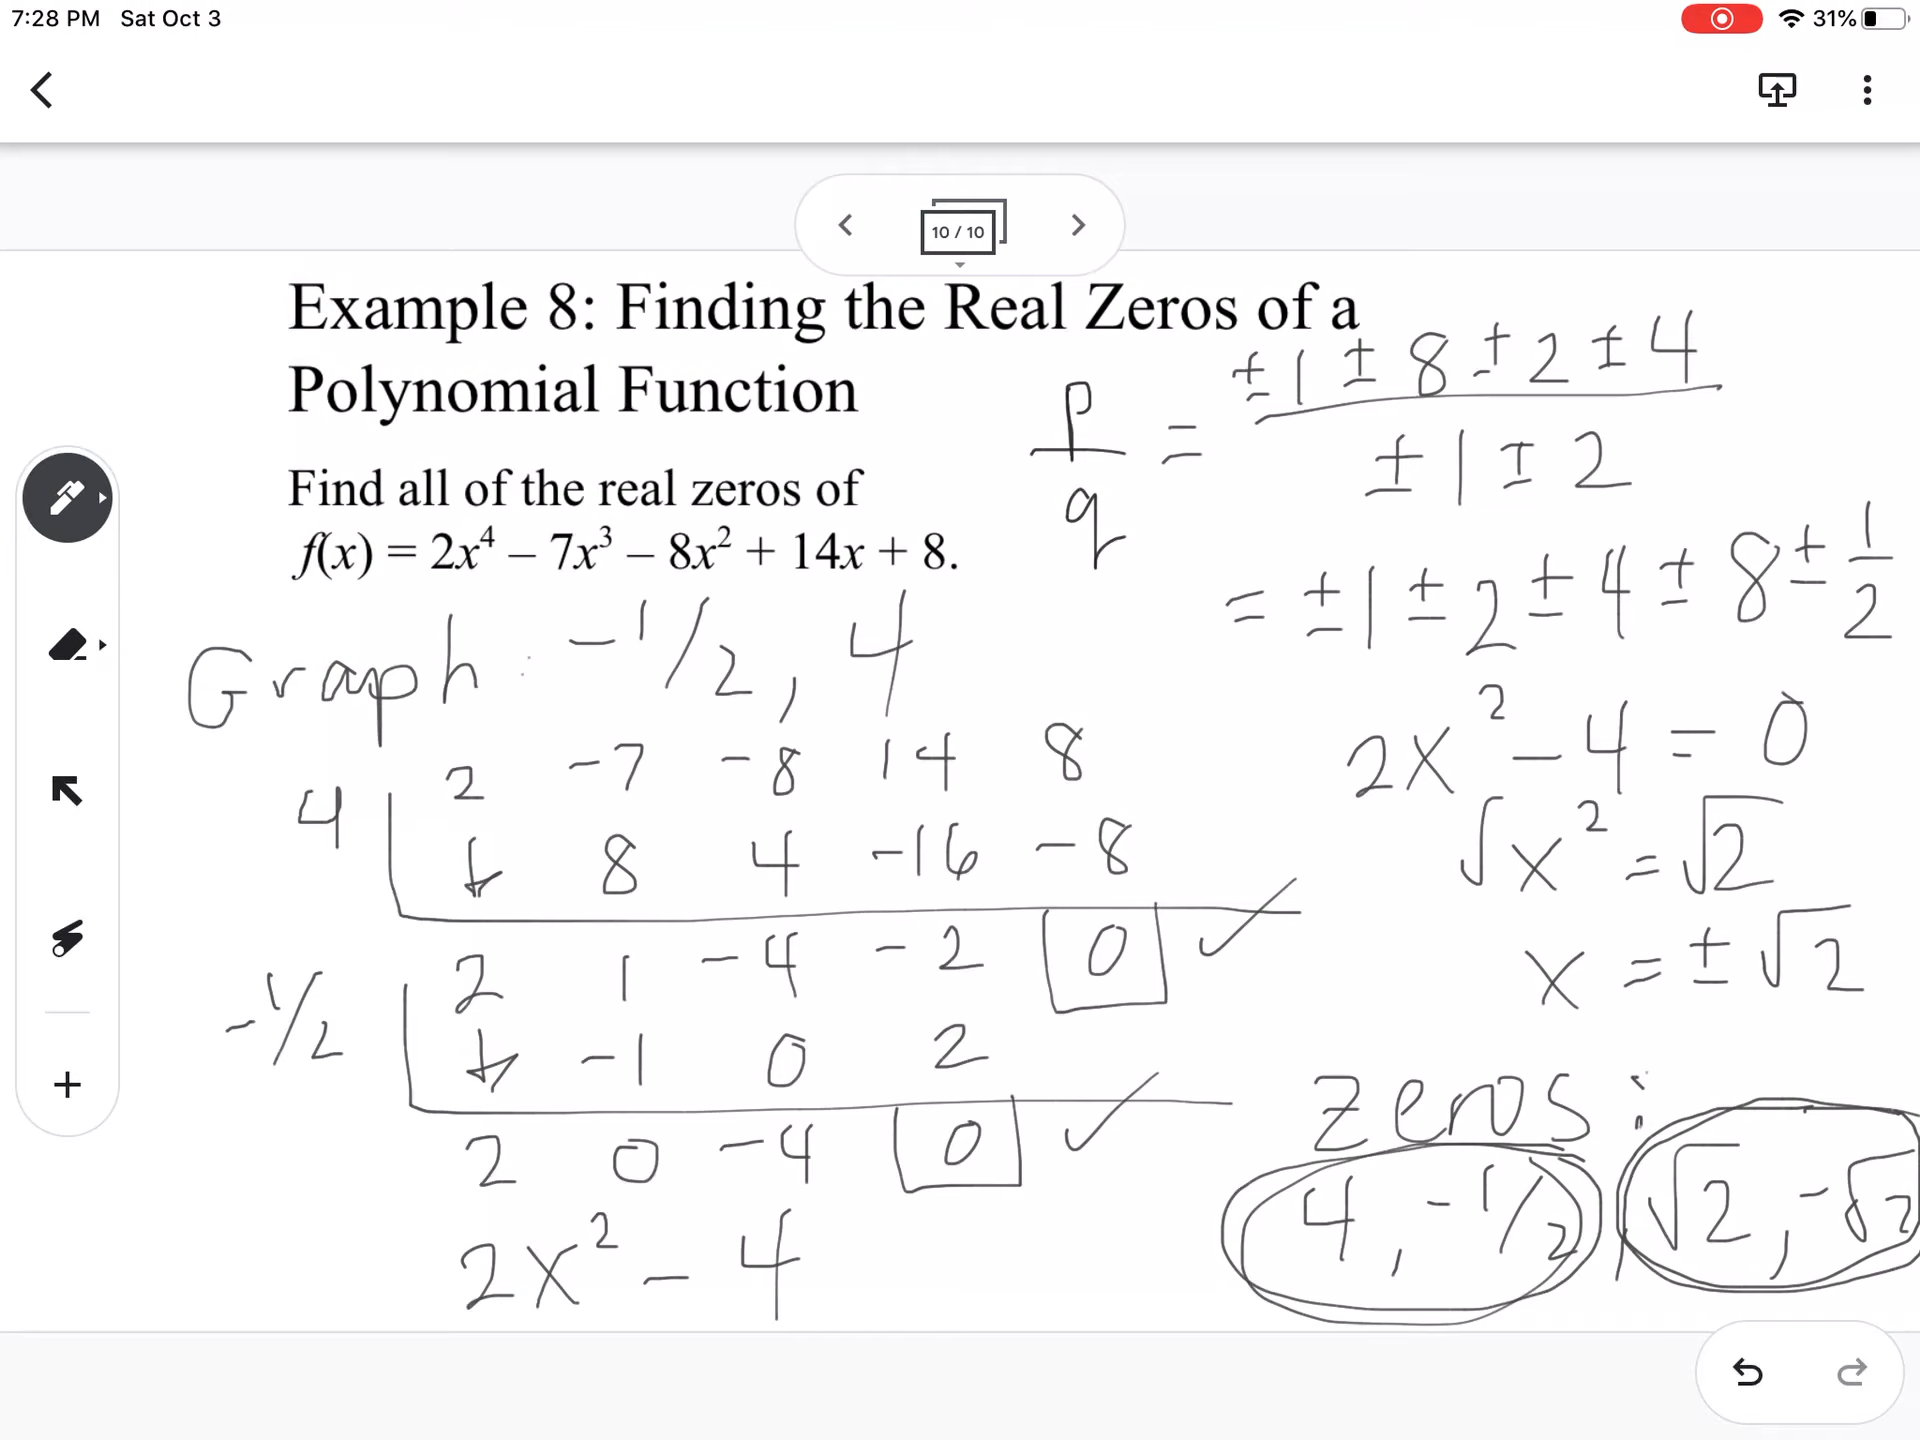 7:28 PM Sat Oct 3
31%
10 / 10
Example 8: Finding the Real Zeros of a
Polynomial Function
Find all of the real zeros of
f(x) = 2x⁴ – 7x³ – 8x² + 14x + 8.
p/q = ±1 ±8 ±2 ±4 / ±1 ±2
= ±1 ±2 ±4 ±8 ±1/2
Graph: -1/2, 4
4 | 2 -7 -8 14 8
↓ 8 4 -16 -8
2 1 -4 -2 0 ✓
-1/2 | ↓ -1 0 2
2 0 -4 0 ✓
2x² - 4
2x² - 4 = 0
√x² = √2
x = ±√2
zeros:
4, -1/2, √2, -√2